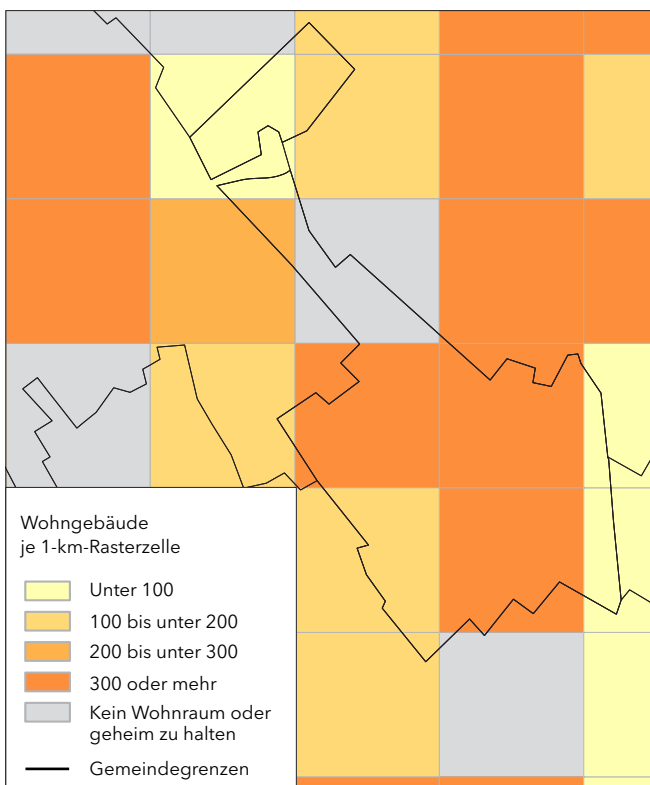 Wohngebäude
je 1-km-Rasterzelle
Unter 100
100 bis unter 200
200 bis unter 300
300 oder mehr
Kein Wohnraum oder
geheim zu halten
Gemeindegrenzen